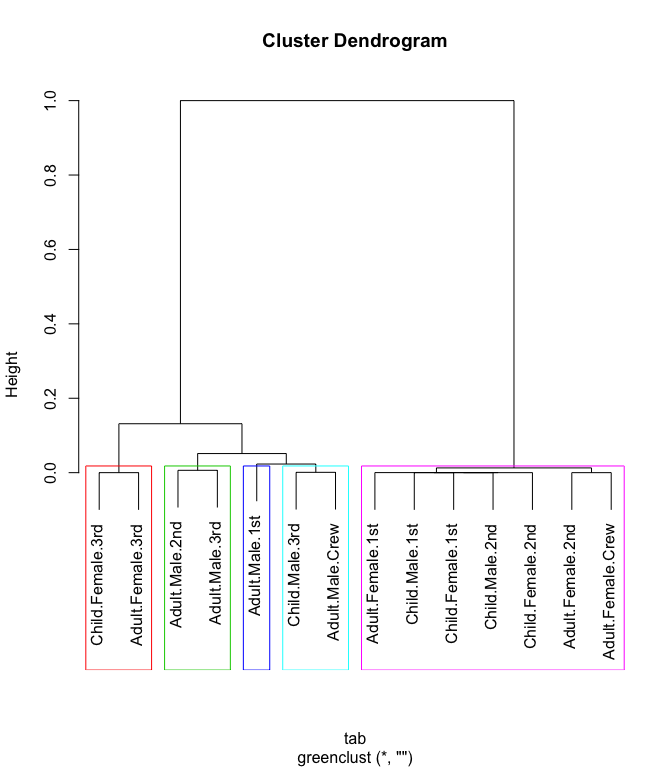 Cluster Dendrogram
Height
1.0
0.8
0.6
0.4
0.2
0.0
Child.Female.3rd
Adult.Female.3rd
Adult.Male.2nd
Adult.Male.3rd
Adult.Male.1st
Child.Male.3rd
Adult.Male.Crew
Adult.Female.1st
Child.Male.1st
Child.Female.1st
Child.Male.2nd
Child.Female.2nd
Adult.Female.2nd
Adult.Female.Crew
tab
greenclust (*, "")